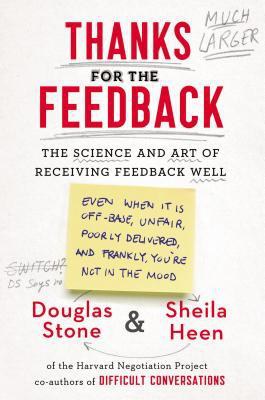 MUCH
LARGER
THANKS
FOR THE
FEEDBACK
THE SCIENCE AND ART OF
RECEIVING FEEDBACK WELL
EVEN WHEN IT IS
OFF-BASE, UNFAIR,
POORLY DELIVERED,
AND FRANKLY, YOU'RE
NOT IN THE MOOD
SWITCH?
DS says no
Douglas & Sheila
Stone Heen
of the Harvard Negotiation Project
co-authors of DIFFICULT CONVERSATIONS